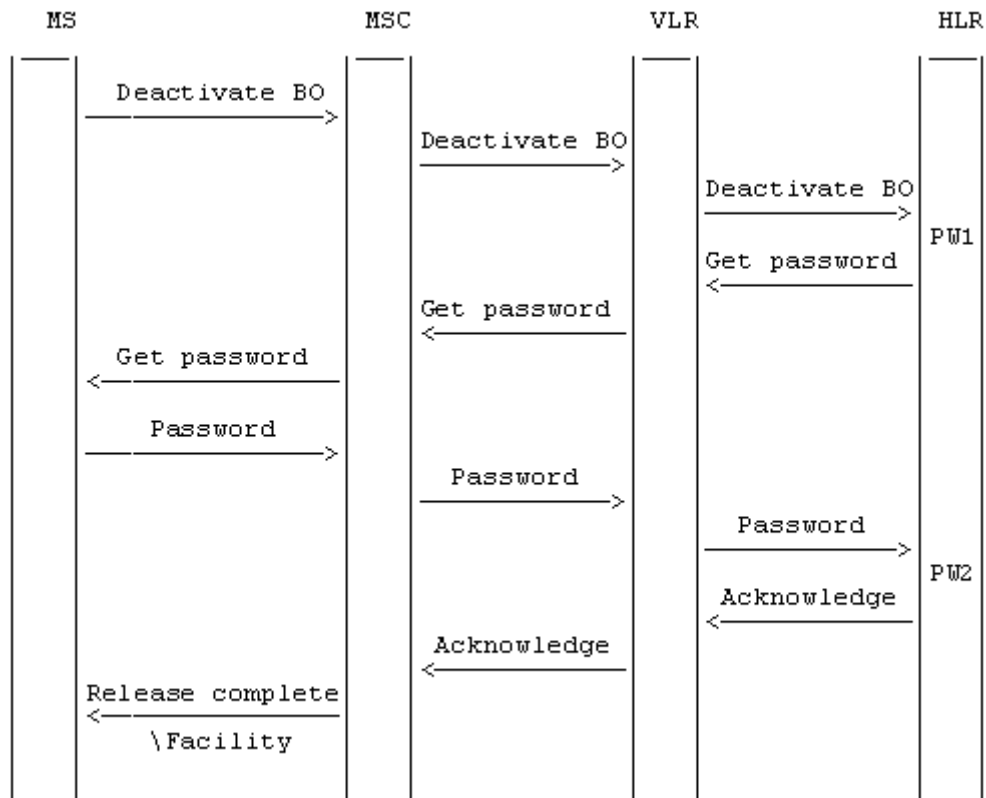 MS MSC VLR HLR
Deactivate BO
Deactivate BO
Deactivate BO
PW1
Get password
Get password
Get password
Password
Password
Password
PW2
Acknowledge
Acknowledge
Release complete
\Facility